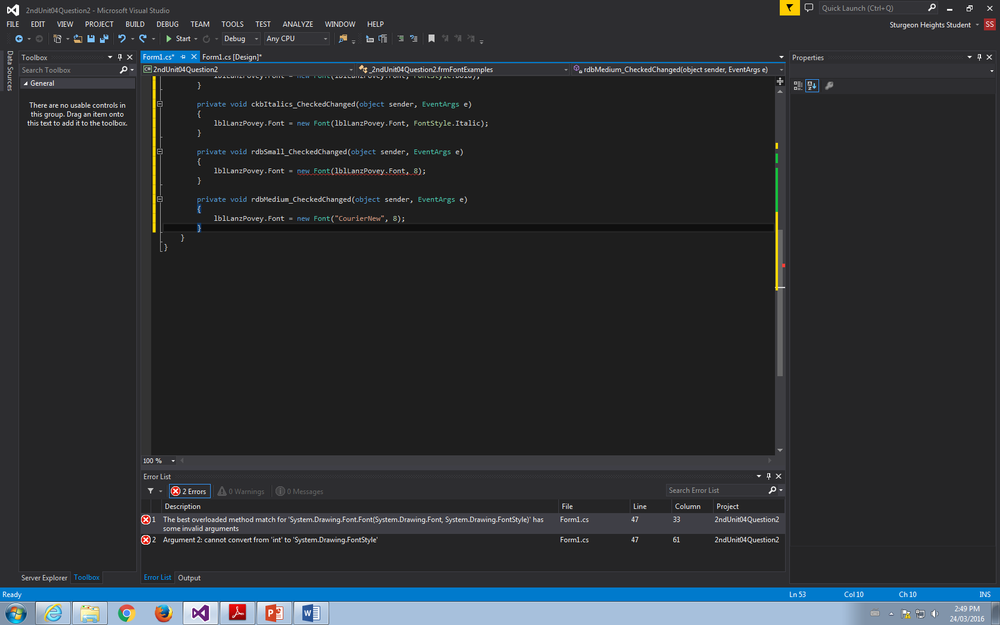 2ndUnit04Question2 - Microsoft Visual Studio
Quick Launch (Ctrl+Q)
FILE EDIT VIEW PROJECT BUILD DEBUG TEAM TOOLS TEST ANALYZE WINDOW HELP
Sturgeon Heights Student SS
Start Debug Any CPU
Data Sources
Toolbox
Search Toolbox
General
There are no usable controls in
this group. Drag an item onto
this text to add it to the toolbox.
Server Explorer Toolbox
Form1.cs* Form1.cs [Design]*
2ndUnit04Question2 _2ndUnit04Question2.frmFontExamples rdbMedium_CheckedChanged(object sender, EventArgs e)
lblLanzPovey.Font = new Font(lblLanzPovey.Font, FontStyle.Bold);
}
private void ckbItalics_CheckedChanged(object sender, EventArgs e)
{
lblLanzPovey.Font = new Font(lblLanzPovey.Font, FontStyle.Italic);
}
private void rdbSmall_CheckedChanged(object sender, EventArgs e)
{
lblLanzPovey.Font = new Font(lblLanzPovey.Font, 8);
}
private void rdbMedium_CheckedChanged(object sender, EventArgs e)
{
lblLanzPovey.Font = new Font("CourierNew", 8);
}
}
}
100 %
Error List
2 Errors 0 Warnings 0 Messages
Search Error List
Description File Line Column Project
1 The best overloaded method match for 'System.Drawing.Font.Font(System.Drawing.Font, System.Drawing.FontStyle)' has
some invalid arguments
Form1.cs 47 33 2ndUnit04Question2
2 Argument 2: cannot convert from 'int' to 'System.Drawing.FontStyle' Form1.cs 47 61 2ndUnit04Question2
Error List Output
Properties
Ready Ln 53 Col 10 Ch 10 INS
2:49 PM
24/03/2016